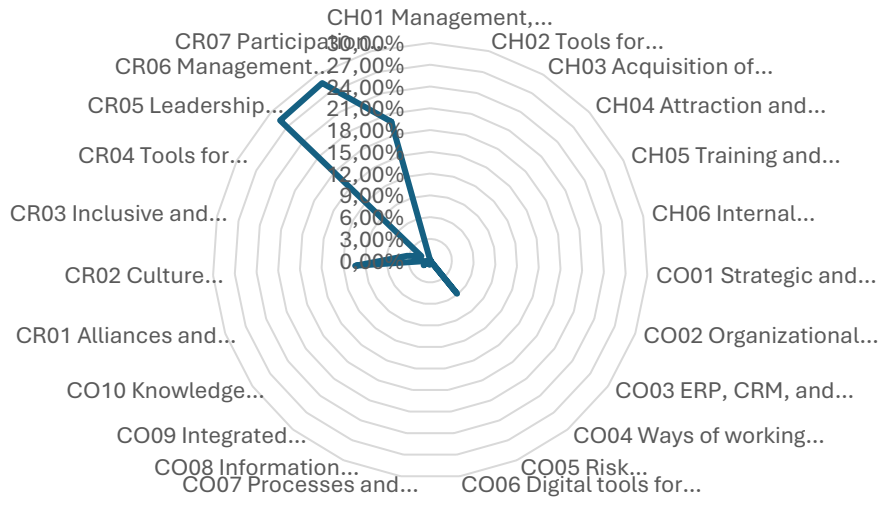 CH01 Management,...
CH02 Tools for...
CH03 Acquisition of...
CH04 Attraction and...
CH05 Training and...
CH06 Internal...
CO01 Strategic and...
CO02 Organizational...
CO03 ERP, CRM, and...
CO04 Ways of working...
CO05 Risk...
CO06 Digital tools for...
CO07 Processes and...
CO08 Information...
CO09 Integrated...
CO10 Knowledge...
CR01 Alliances and...
CR02 Culture...
CR03 Inclusive and...
CR04 Tools for...
CR05 Leadership...
CR06 Management...
CR07 Participation...
30,00%
27,00%
24,00%
21,00%
18,00%
15,00%
12,00%
9,00%
6,00%
3,00%
0,00%